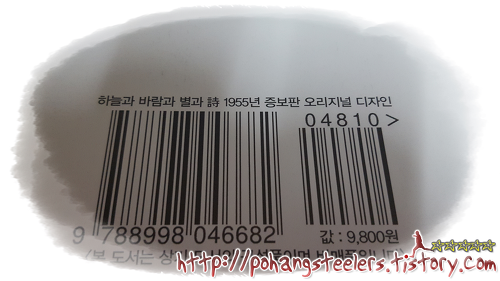 하늘과 바람과 별과 詩 1955년 증보판 오리지널 디자인
04810>
9 788998 046682
값 : 9,800원
http://pohangsteelers.tistory.com